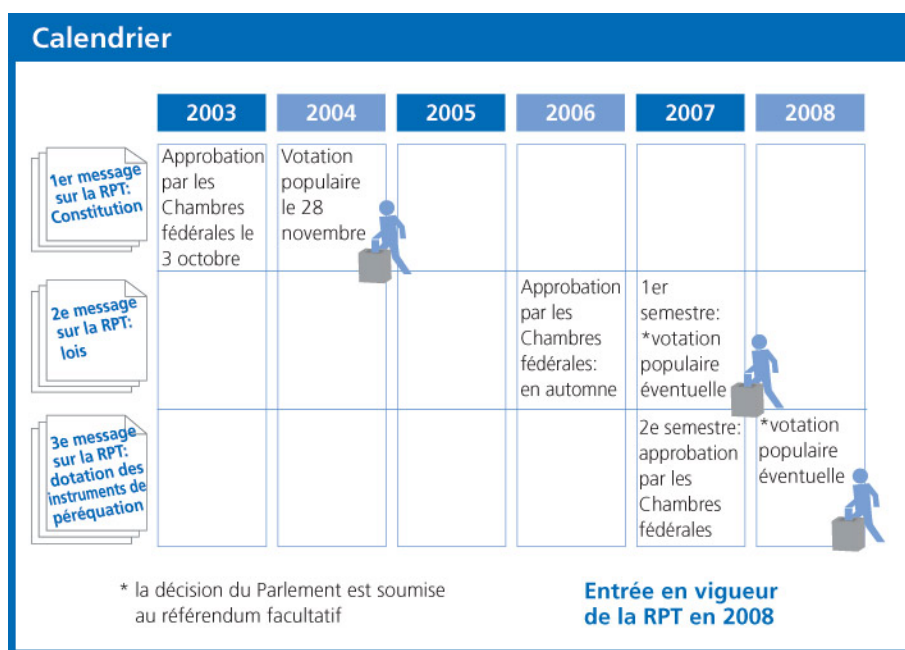 Calendrier
2003 2004 2005 2006 2007 2008
1er message
sur la RPT:
Constitution
Approbation
par les
Chambres
fédérales le
3 octobre
Votation
populaire
le 28
novembre
2e message
sur la RPT:
lois
Approbation
par les
Chambres
fédérales:
en automne
1er
semestre:
*votation
populaire
éventuelle
3e message
sur la RPT:
dotation des
instruments de
péréquation
2e semestre:
approbation
par les
Chambres
fédérales
*votation
populaire
éventuelle
* la décision du Parlement est soumise
au référendum facultatif
Entrée en vigueur
de la RPT en 2008